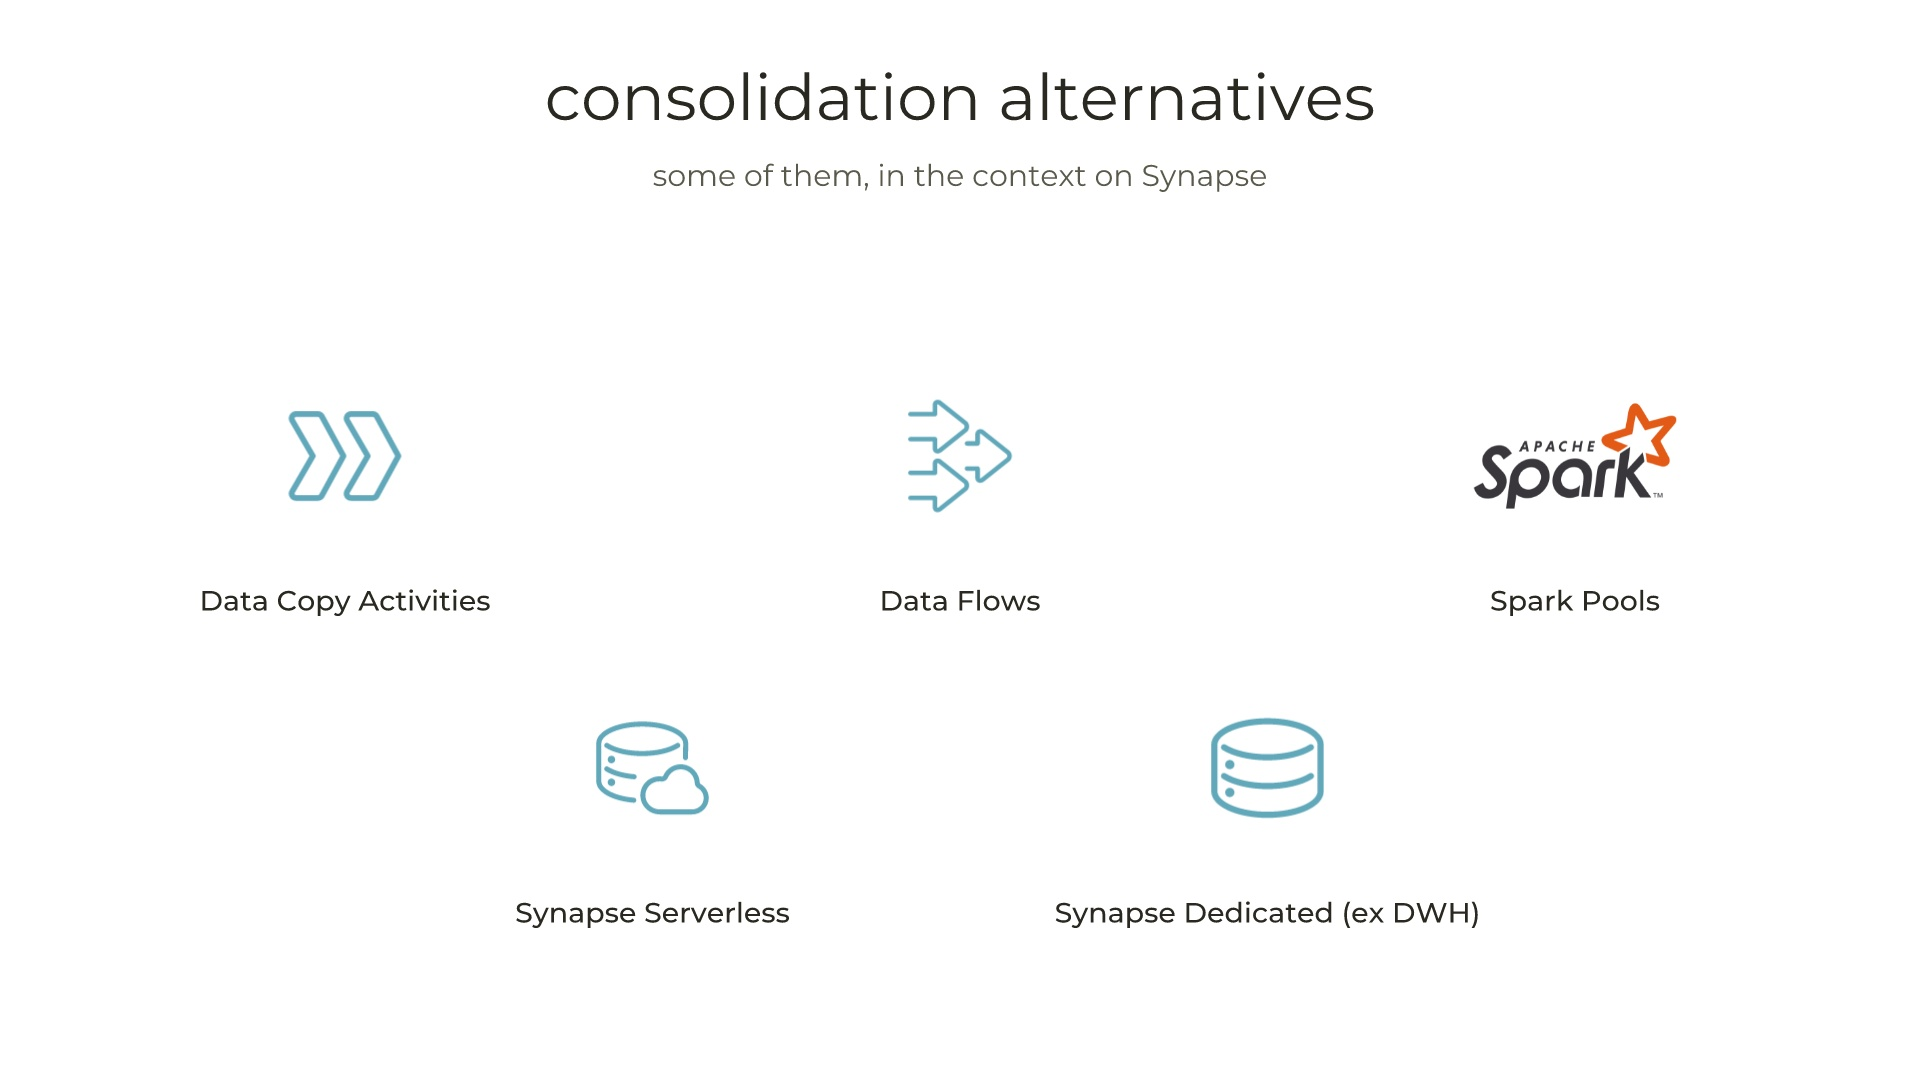 consolidation alternatives
some of them, in the context on Synapse
APACHE
Spark™
Data Copy Activities
Data Flows
Spark Pools
Synapse Serverless
Synapse Dedicated (ex DWH)